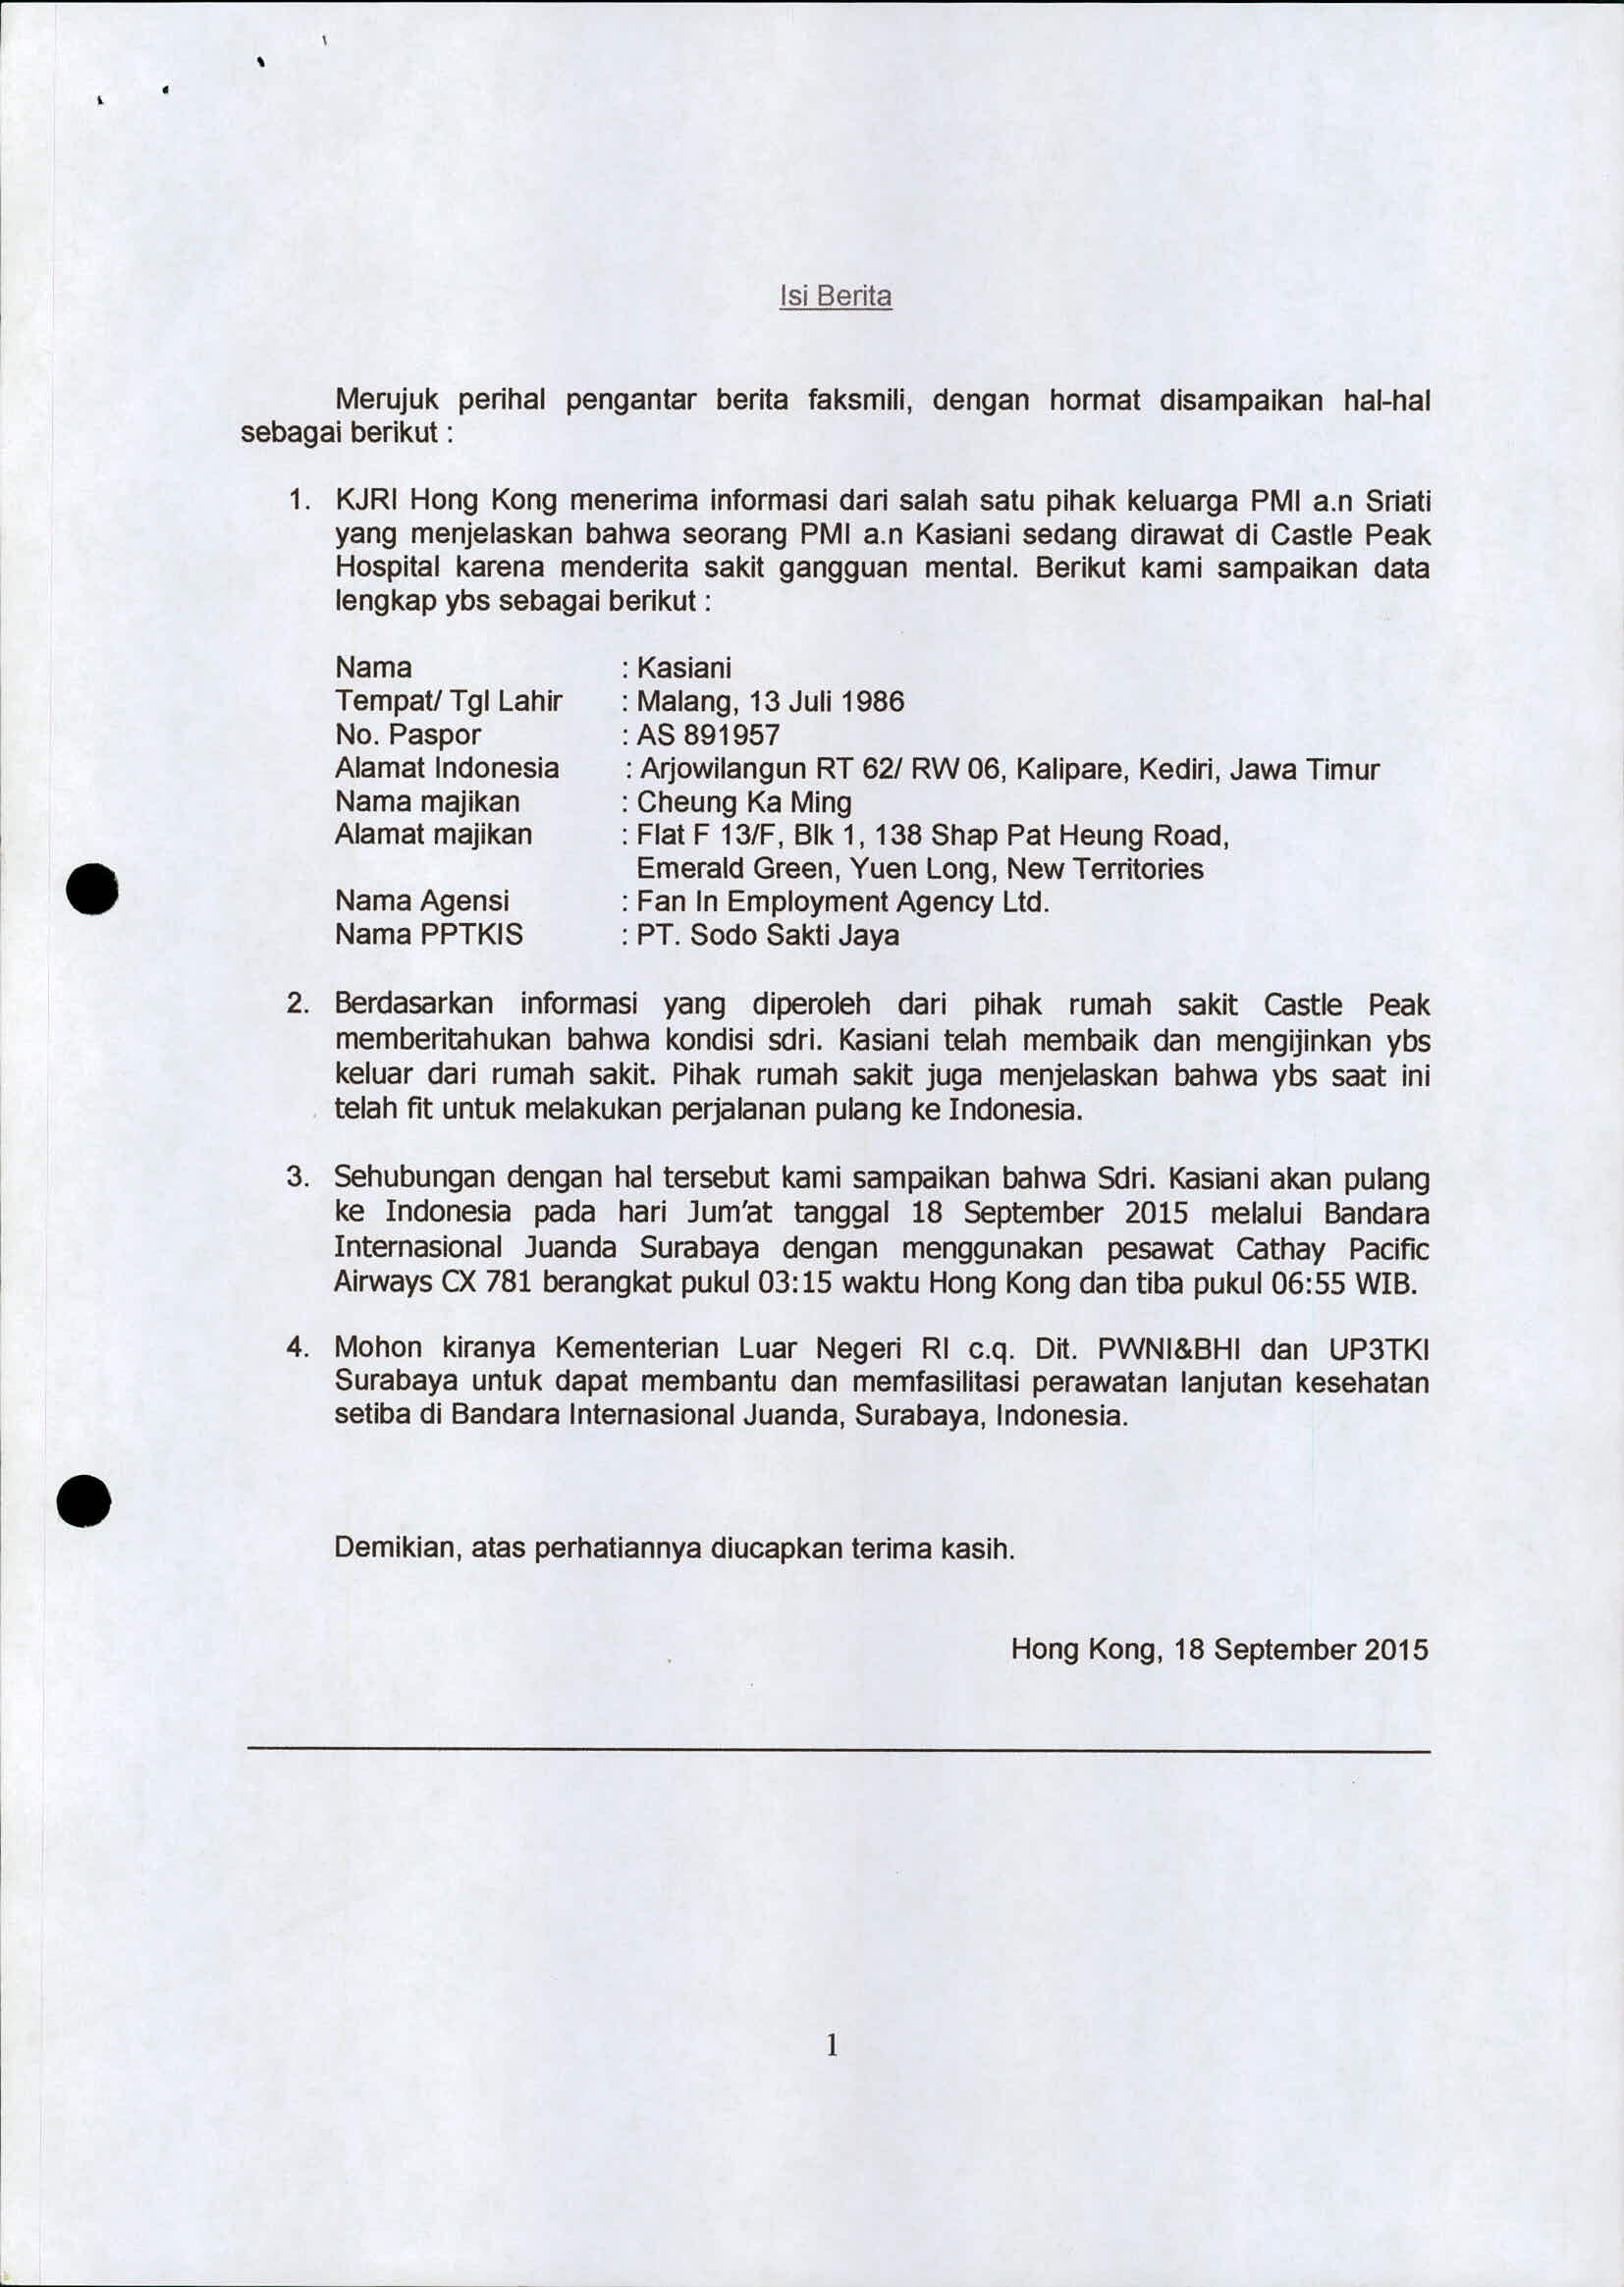 Isi Berita
Merujuk perihal pengantar berita faksmili, dengan hormat disampaikan hal-hal
sebagai berikut :
1. KJRI Hong Kong menerima informasi dari salah satu pihak keluarga PMI a.n Sriati
yang menjelaskan bahwa seorang PMI a.n Kasiani sedang dirawat di Castle Peak
Hospital karena menderita sakit gangguan mental. Berikut kami sampaikan data
lengkap ybs sebagai berikut :
Nama : Kasiani
Tempat/ Tgl Lahir : Malang, 13 Juli 1986
No. Paspor : AS 891957
Alamat Indonesia : Arjowilangun RT 62/ RW 06, Kalipare, Kediri, Jawa Timur
Nama majikan : Cheung Ka Ming
Alamat majikan : Flat F 13/F, Blk 1, 138 Shap Pat Heung Road,
Emerald Green, Yuen Long, New Territories
Nama Agensi : Fan In Employment Agency Ltd.
Nama PPTKIS : PT. Sodo Sakti Jaya
2. Berdasarkan informasi yang diperoleh dari pihak rumah sakit Castle Peak
memberitahukan bahwa kondisi sdri. Kasiani telah membaik dan mengijinkan ybs
keluar dari rumah sakit. Pihak rumah sakit juga menjelaskan bahwa ybs saat ini
telah fit untuk melakukan perjalanan pulang ke Indonesia.
3. Sehubungan dengan hal tersebut kami sampaikan bahwa Sdri. Kasiani akan pulang
ke Indonesia pada hari Jum'at tanggal 18 September 2015 melalui Bandara
Internasional Juanda Surabaya dengan menggunakan pesawat Cathay Pacific
Airways CX 781 berangkat pukul 03:15 waktu Hong Kong dan tiba pukul 06:55 WIB.
4. Mohon kiranya Kementerian Luar Negeri RI c.q. Dit. PWNI&BHI dan UP3TKI
Surabaya untuk dapat membantu dan memfasilitasi perawatan lanjutan kesehatan
setiba di Bandara Internasional Juanda, Surabaya, Indonesia.
Demikian, atas perhatiannya diucapkan terima kasih.
Hong Kong, 18 September 2015
1